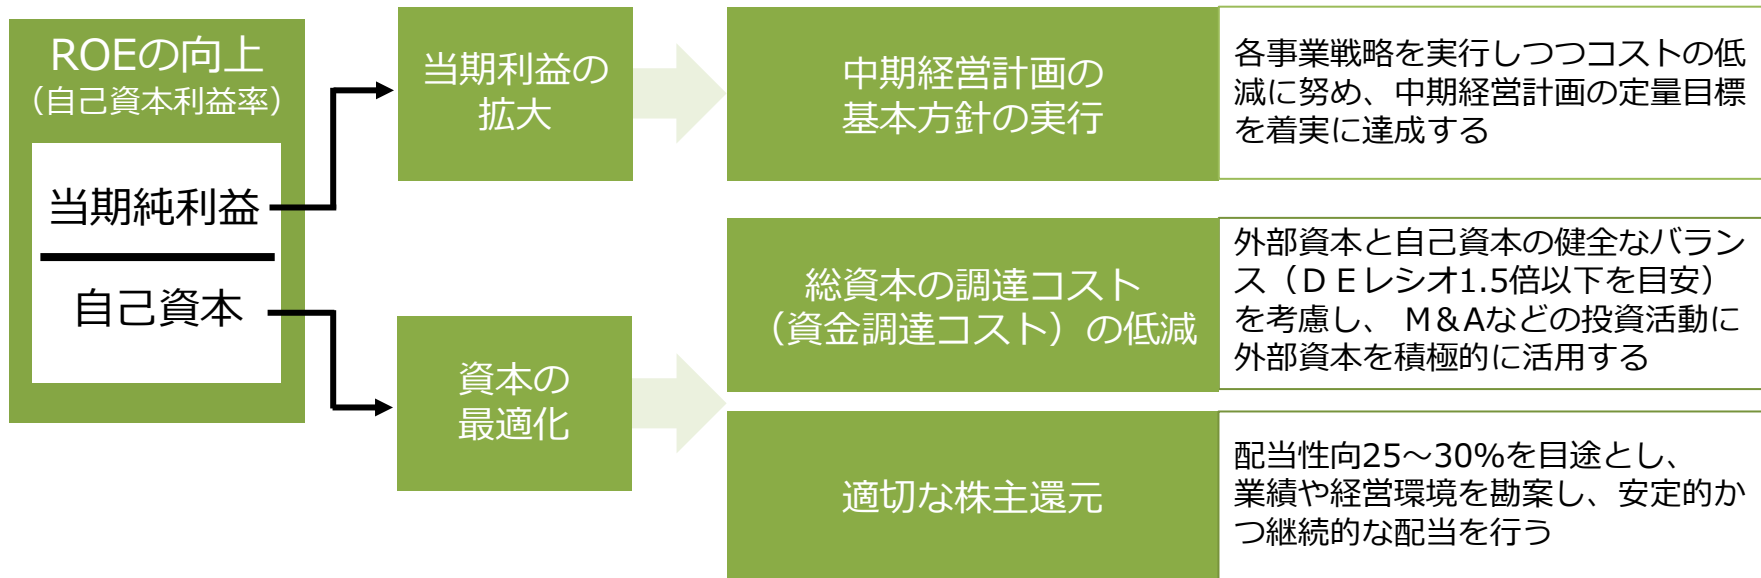 ROEの向上
（自己資本利益率）
当期純利益
自己資本
当期利益の
拡大
資本の
最適化
中期経営計画の
基本方針の実行
各事業戦略を実行しつつコストの低
減に努め、中期経営計画の定量目標
を着実に達成する
総資本の調達コスト
（資金調達コスト）の低減
外部資本と自己資本の健全なバラン
ス（ＤＥレシオ1.5倍以下を目安）
を考慮し、 Ｍ＆Aなどの投資活動に
外部資本を積極的に活用する
適切な株主還元
配当性向25～30%を目途とし、
業績や経営環境を勘案し、安定的か
つ継続的な配当を行う